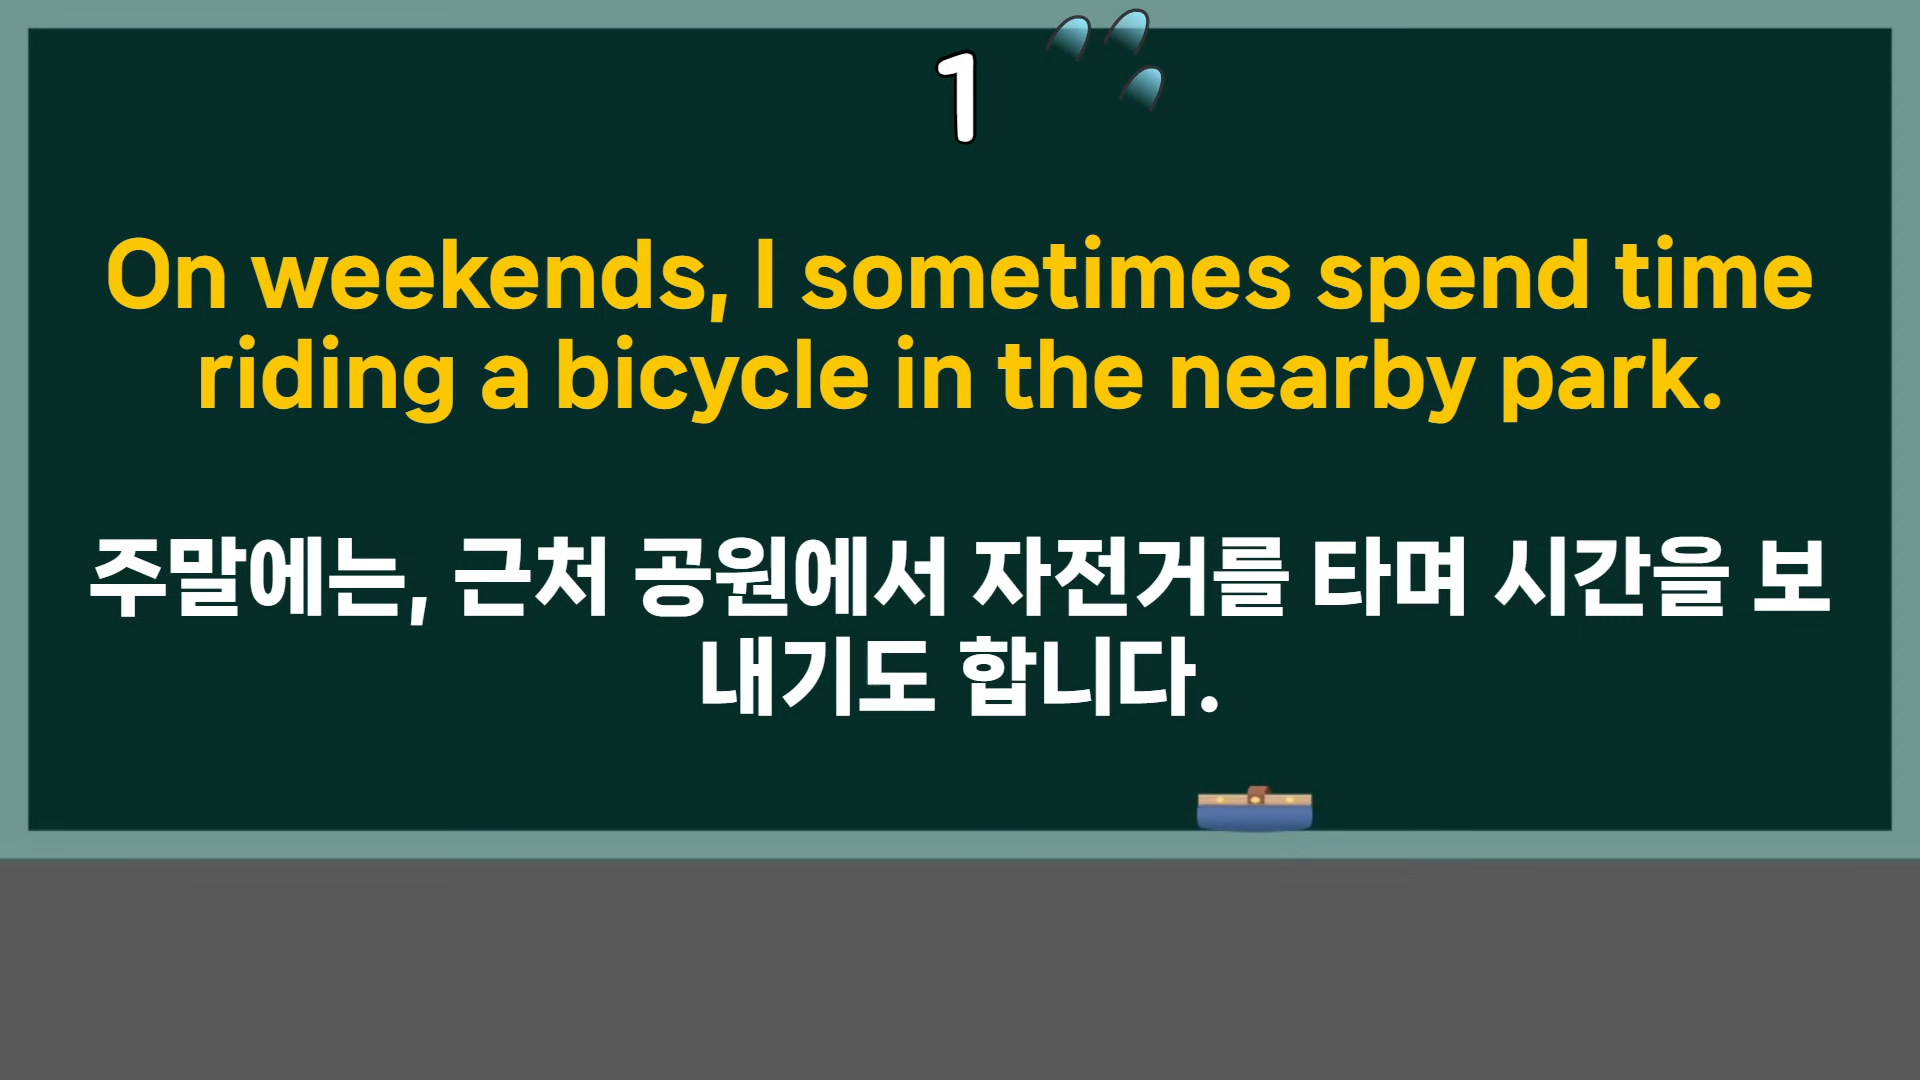 1
On weekends, I sometimes spend time
riding a bicycle in the nearby park.
주말에는, 근처 공원에서 자전거를 타며 시간을 보
내기도 합니다.